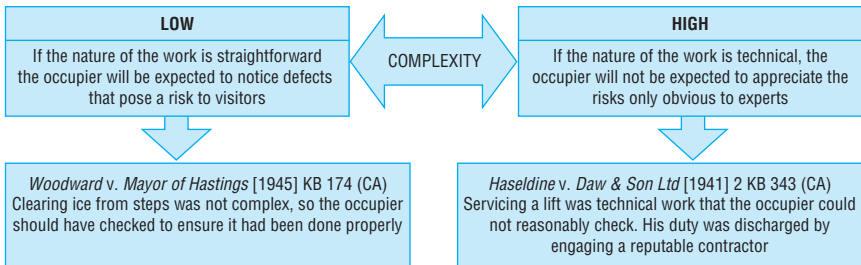 LOW
If the nature of the work is straightforward
the occupier will be expected to notice defects
that pose a risk to visitors
COMPLEXITY
HIGH
If the nature of the work is technical, the
occupier will not be expected to appreciate the
risks only obvious to experts
Woodward v. Mayor of Hastings [1945] KB 174 (CA)
Clearing ice from steps was not complex, so the occupier
should have checked to ensure it had been done properly
Haseldine v. Daw & Son Ltd [1941] 2 KB 343 (CA)
Servicing a lift was technical work that the occupier could
not reasonably check. His duty was discharged by
engaging a reputable contractor